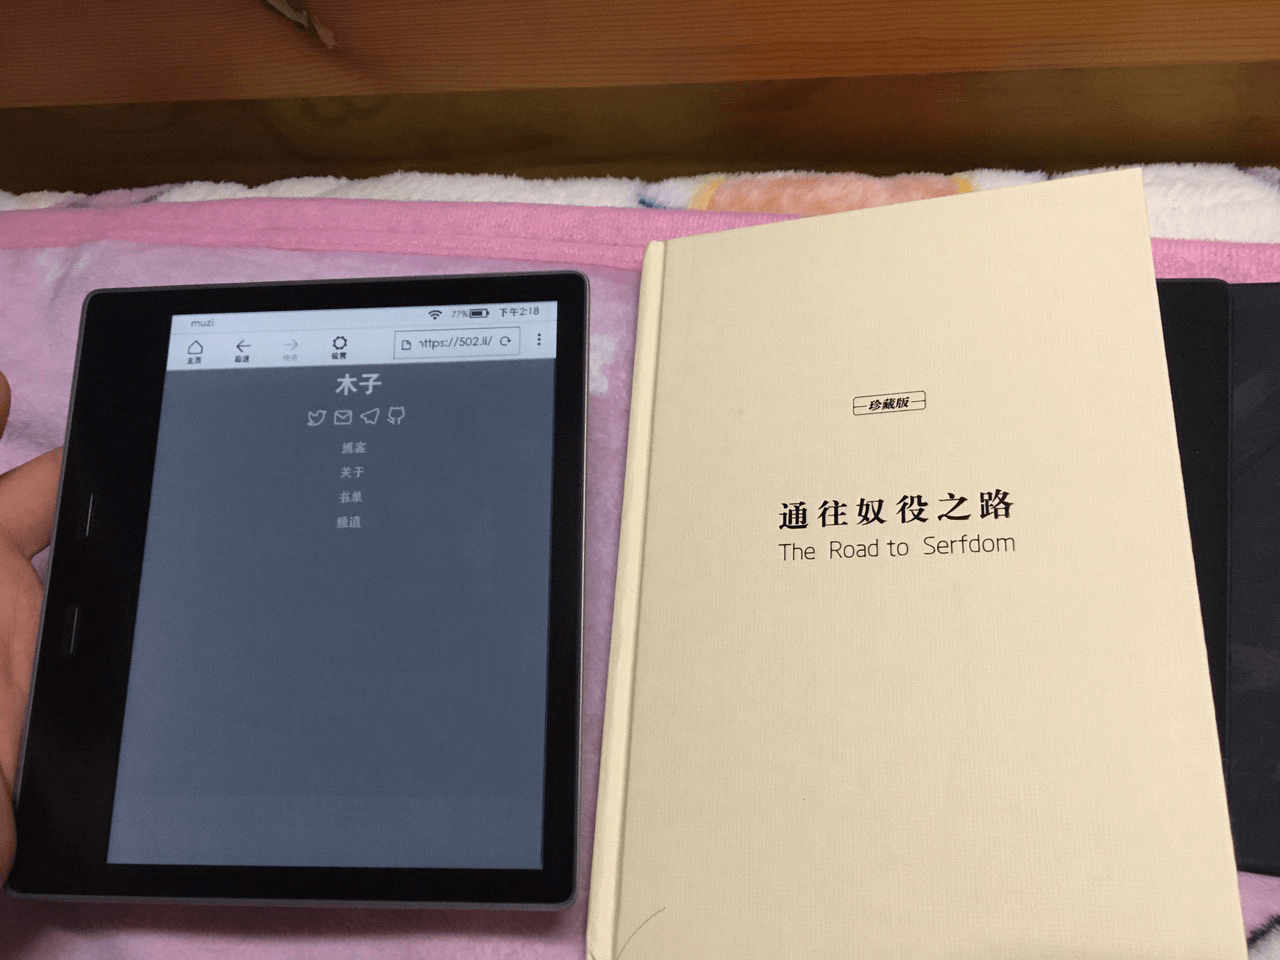 muzi
77% 下午2:18
主页 后退 快进 设置
https://502.li/
木子
博客
关于
书单
频道
珍藏版
通往奴役之路
The Road to Serfdom